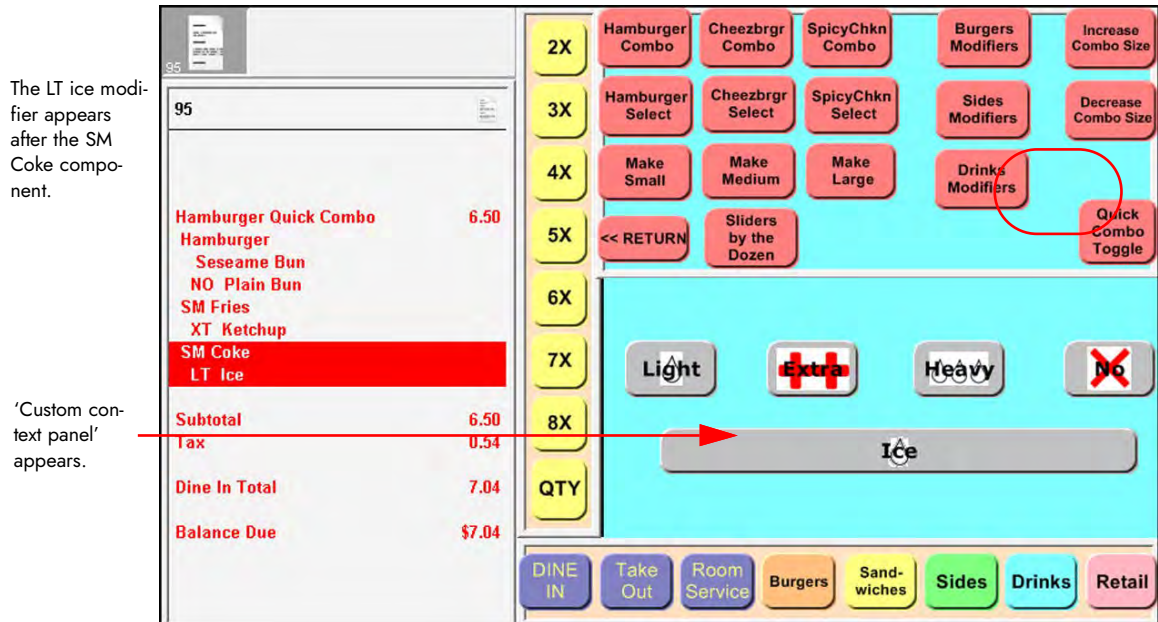 The LT ice modi-
fier appears
after the SM
Coke compo-
nent.
'Custom con-
text panel'
appears.
95
95
Hamburger Quick Combo 6.50
Hamburger
Seseame Bun
NO Plain Bun
SM Fries
XT Ketchup
SM Coke
LT Ice
Subtotal 6.50
Tax 0.54
Dine In Total 7.04
Balance Due $7.04
2X
3X
4X
5X
6X
7X
8X
QTY
Hamburger
Combo
Cheezbrgr
Combo
SpicyChkn
Combo
Burgers
Modifiers
Increase
Combo Size
Hamburger
Select
Cheezbrgr
Select
SpicyChkn
Select
Sides
Modifiers
Decrease
Combo Size
Make
Small
Make
Medium
Make
Large
Drinks
Modifiers
<< RETURN
Sliders
by the
Dozen
Quick
Combo
Toggle
Light
Extra
Heavy
No
Ice
DINE
IN
Take
Out
Room
Service
Burgers
Sand-
wiches
Sides
Drinks
Retail